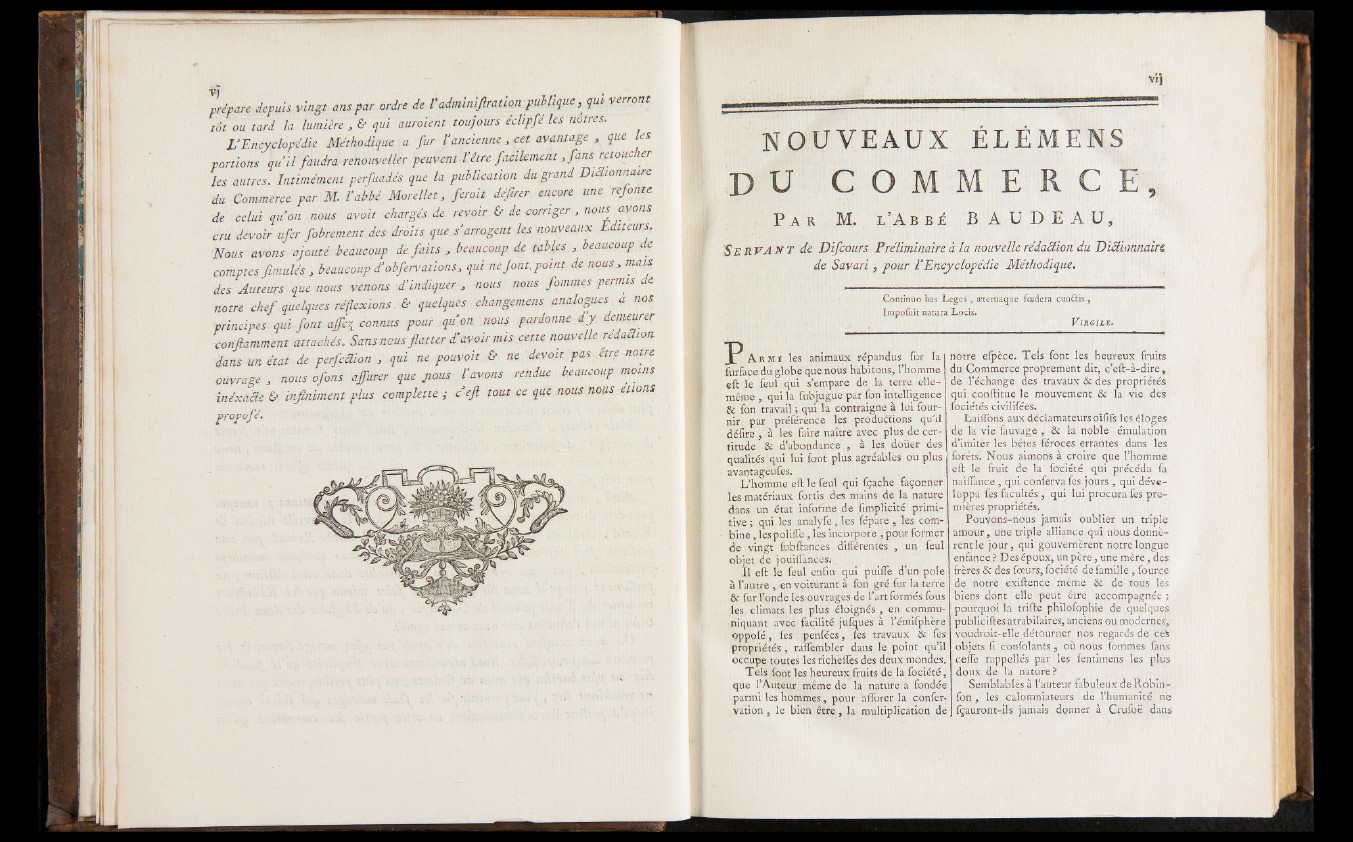 vj
prépare depuis vingt ans par ordre de l'adminiſtration publique, qui verront
tôt ou tard la lumière, & qui auroient toujours éclipſé les nôtres.
L'Encyclopédie Méthodique a ſur l'ancienne, cet avantage, que les
portions qu'il faudra renouveller peuvent l'être facilement, ſans retoucher
les autres. Intimément perſuadés que la publication du grand Dictionnaire
du Commerce par M. l'abbé Morellet, feroit déſirer encore une refonte
de celui qu'on nous avoit chargés de revoir & de corriger, nous avons
cru devoir uſer ſobrement des droits que s'arrogent les nouveaux Editeurs.
Nous avons ajouté beaucoup de faits, beaucoup de tables, beaucoup de
comptes ſimulés, beaucoup d'obſervations, qui ne ſont point de nous, mais
des Auteurs que nous venons d'indiquer, nous nous ſommes permis de
notre chef quelques réflexions & quelques changemens analogues à nos
principes qui ſont aſſez connus pour qu'on nous pardonne d'y demeurer
conſtamment attachés. Sans nous flatter d'avoir mis cette nouvelle rédaction
dans un état de perfection, qui ne pouvoit & ne devoit pas être notre
ouvrage, nous oſons aſſurer que nous l'avons rendue beaucoup moins
inéxacte & infiniment plus complette; c'eſt tout ce que nous nous étions
propoſé.
vij
NOUVEAUX ÉLÉMENS
DU COMMERCE,
PAR M. L'ABBÉ BAUDEAU,
SERVANT de Diſcours Préliminaire à la nouvelle rédaction du Dictionnaire
de Savari, pour l'Encyclopédie Méthodique.
Continuo has Leges, æternaque fœdera cunctis,
Impoſuit natura Locis.
VIRGILE.
PARMI les animaux répandus ſur la
ſurface du globe que nous habitons, l'homme
eſt le ſeul qui s'empare de la terre elle-
même, qui la ſubjugue par ſon intelligence
& ſon travail; qui la contraigne à lui four-
nir par préférence les productions qu'il
déſire, à les faire naître avec plus de cer-
titude & d'abondance, à les douer des
qualités qui lui ſont plus agréables ou plus
avantageuſes.
L'homme eſt le ſeul qui ſçache façonner
les matériaux ſortis des mains de la nature
dans un état informe de ſimplicité primi-
tive; qui les analyſe, les ſépare, les com-
bine, les poliſſe, les incorpore, pour former
de vingt ſubſtances différentes, un ſeul
objet de jouiſſances.
Il eſt le ſeul enfin qui puiſſe d'un pole
à l'autre, en voiturant à ſon gré ſur la terre
& ſur l'onde les ouvrages de l'art formés ſous
les climats les plus éloignés, en commu-
niquant avec facilité juſques à l'émiſphère
oppoſé, ſes penſées, ſes travaux & ſes
propriétés, raſſembler dans le point qu'il
occupe toutes les richeſſes des deux mondes.
Tels ſont les heureux fruits de la ſociété,
que l'Auteur même de la nature a fondée
parmi les hommes, pour aſſurer la conſer-
vation, le bien être, la multiplication de
notre eſpèce. Tels ſont les heureux fruits
du Commerce proprement dit, c'eſt-à-dire,
de l'échange des travaux & des propriétés
qui conſtitue le mouvement & la vie des
ſociétés civiliſées.
Laiſſons aux déclamateurs oiſifs les éloges
de la vie ſauvage, & la noble émulation
d'imiter les bêtes féroces errantes dans les
forêts. Nous aimons à croire que l'homme
eſt le fruit de la ſociété qui précéda ſa
naiſſance, qui conſerva ſes jours, qui déve-
loppa ſes facultés, qui lui procura ſes pre-
mières propriétés.
Pouvons-nous jamais oublier un triple
amour, une triple alliance qui nous donnè-
rent le jour, qui gouvernèrent notre longue
enfance? Des époux, un père, une mère, des
frères & des ſœurs, ſociété de famille, ſource
de notre exiſtence même & de tous les
biens dont elle peut être accompagnée;
pourquoi la triſte philoſophie de quelques
publiciſtes atrabilaires, anciens ou modernes,
voudroit-elle détourner nos regards de ces
objets ſi conſolants, où nous ſommes ſans
ceſſe rappellés par les ſentimens les plus
doux de la nature?
Semblables à l'auteur fabuleux de Robin-
ſon, les calomniateurs de l'humanité ne
ſçauront-ils jamais donner à Cruſoë dans